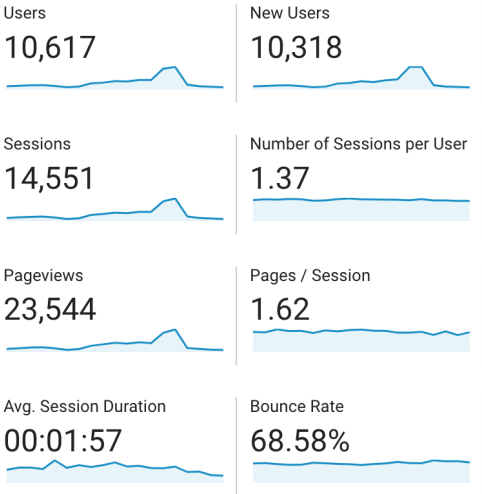 Users
10,617
New Users
10,318
Sessions
14,551
Number of Sessions per User
1.37
Pageviews
23,544
Pages / Session
1.62
Avg. Session Duration
00:01:57
Bounce Rate
68.58%